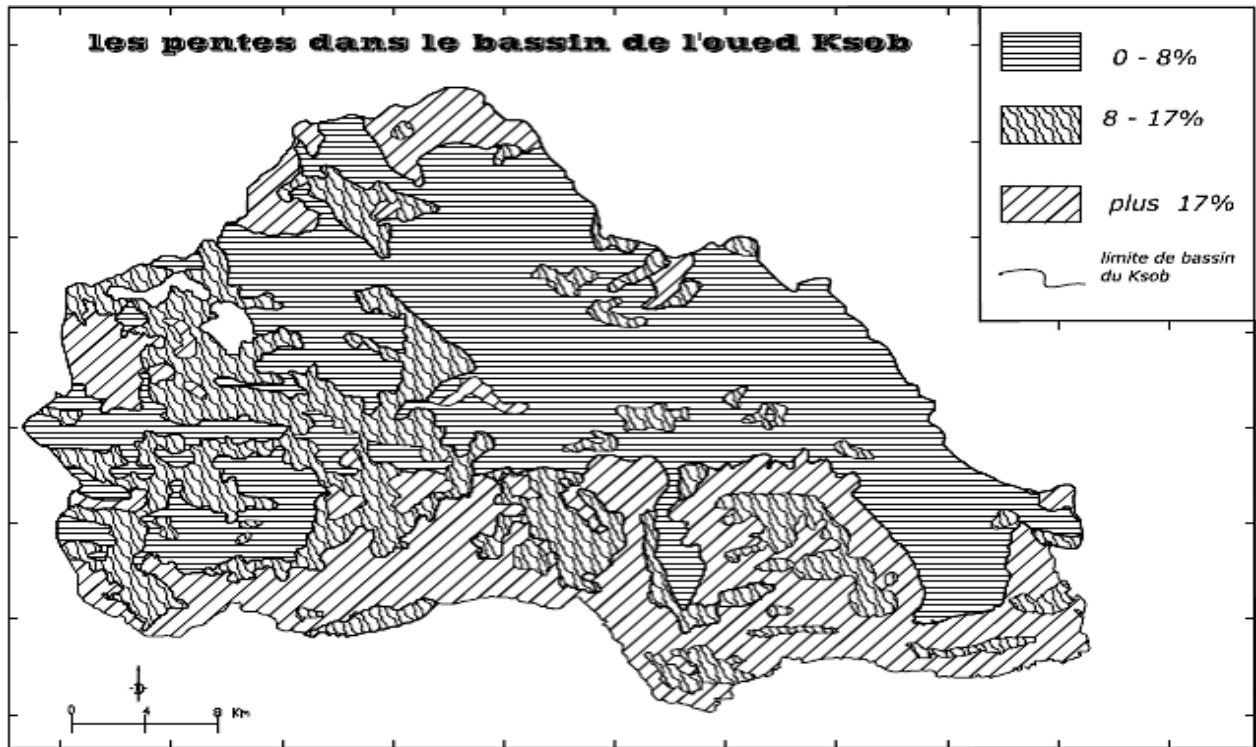 les pentes dans le bassin de l'oued Ksob
0 - 8%
8 - 17%
plus 17%
limite de bassin
du Ksob
0 4 8 Km